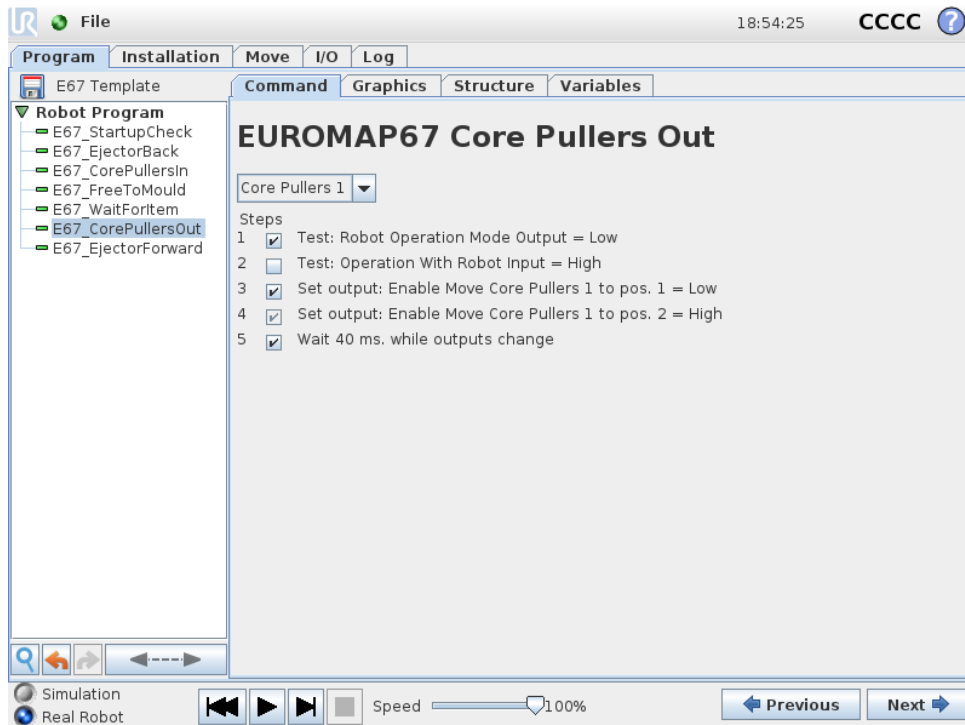 UR File 18:54:25 CCCC ?
Program Installation Move I/O Log
E67 Template Command Graphics Structure Variables
Robot Program
E67_StartupCheck
E67_EjectorBack
E67_CorePullersIn
E67_FreeToMould
E67_WaitForItem
E67_CorePullersOut
E67_EjectorForward
EUROMAP67 Core Pullers Out
Core Pullers 1
Steps
1 Test: Robot Operation Mode Output = Low
2 Test: Operation With Robot Input = High
3 Set output: Enable Move Core Pullers 1 to pos. 1 = Low
4 Set output: Enable Move Core Pullers 1 to pos. 2 = High
5 Wait 40 ms. while outputs change
Simulation
Real Robot
Speed 100%
Previous Next